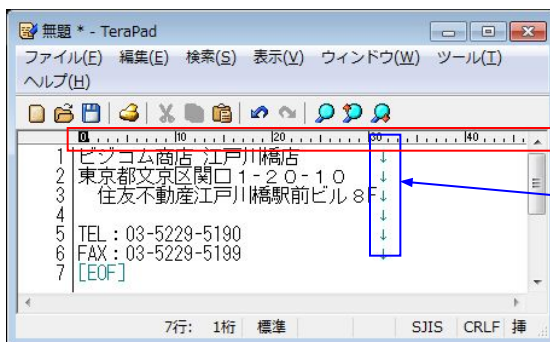 無題 * - TeraPad
ファイル(F) 編集(E) 検索(S) 表示(V) ウィンドウ(W) ツール(T)
ヘルプ(H)
0 10 20 30 40
1 ビジコム商店 江戸川橋店 ↓
2 東京都文京区関口1-20-10 ↓
3 住友不動産江戸川橋駅前ビル8F↓
4 ↓
5 TEL:03-5229-5190 ↓
6 FAX:03-5229-5199 ↓
7 [EOF]
7行: 1桁 標準 SJIS CRLF 挿